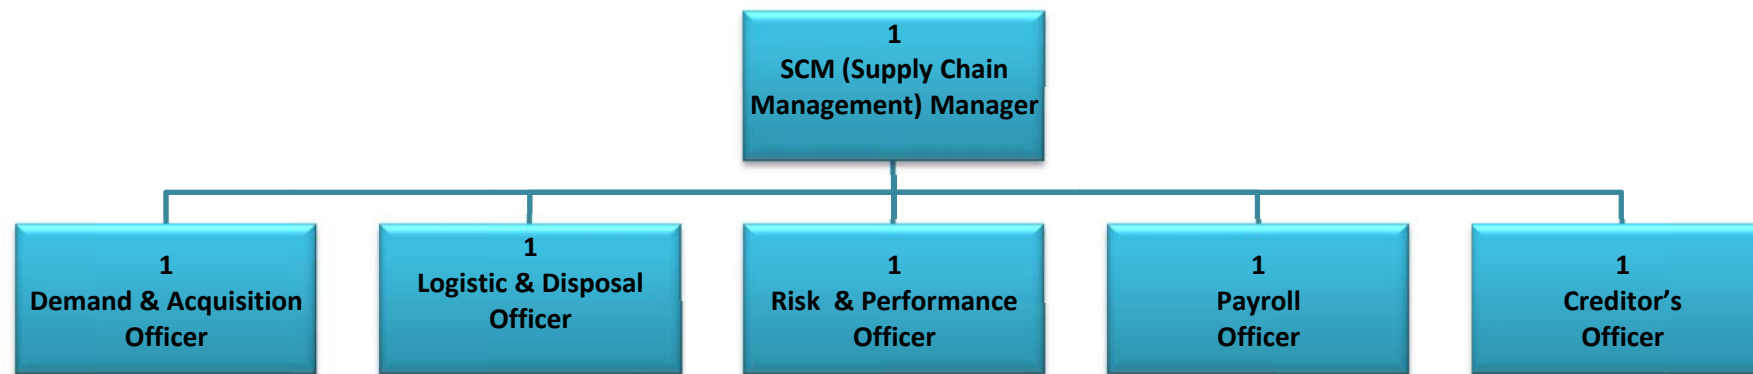 1
SCM (Supply Chain
Management) Manager
1
Demand & Acquisition
Officer
1
Logistic & Disposal
Officer
1
Risk  & Performance
Officer
1
Payroll
Officer
1
Creditor’s
Officer